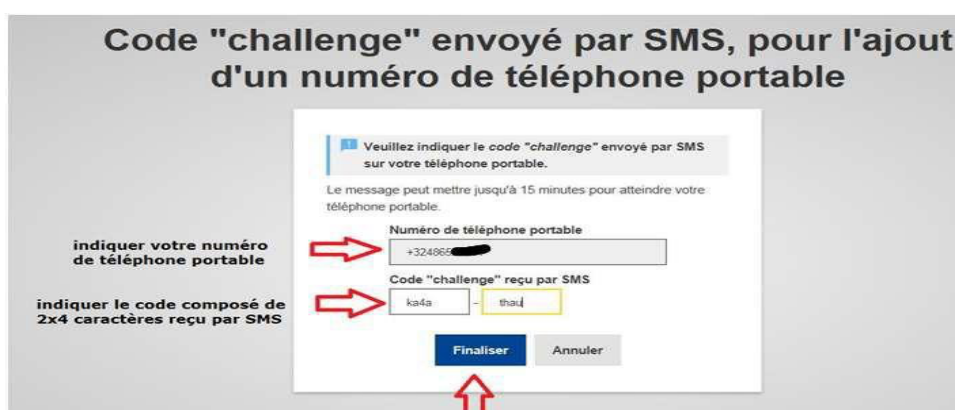 Code "challenge" envoyé par SMS, pour l'ajout
d'un numéro de téléphone portable
Veuillez indiquer le code "challenge" envoyé par SMS
sur votre téléphone portable.
Le message peut mettre jusqu'à 15 minutes pour atteindre votre
téléphone portable.
Numéro de téléphone portable
indiquer votre numéro
de téléphone portable
+324865
Code "challenge" reçu par SMS
indiquer le code composé de
2x4 caractères reçu par SMS
ka4a - thau
Finaliser Annuler